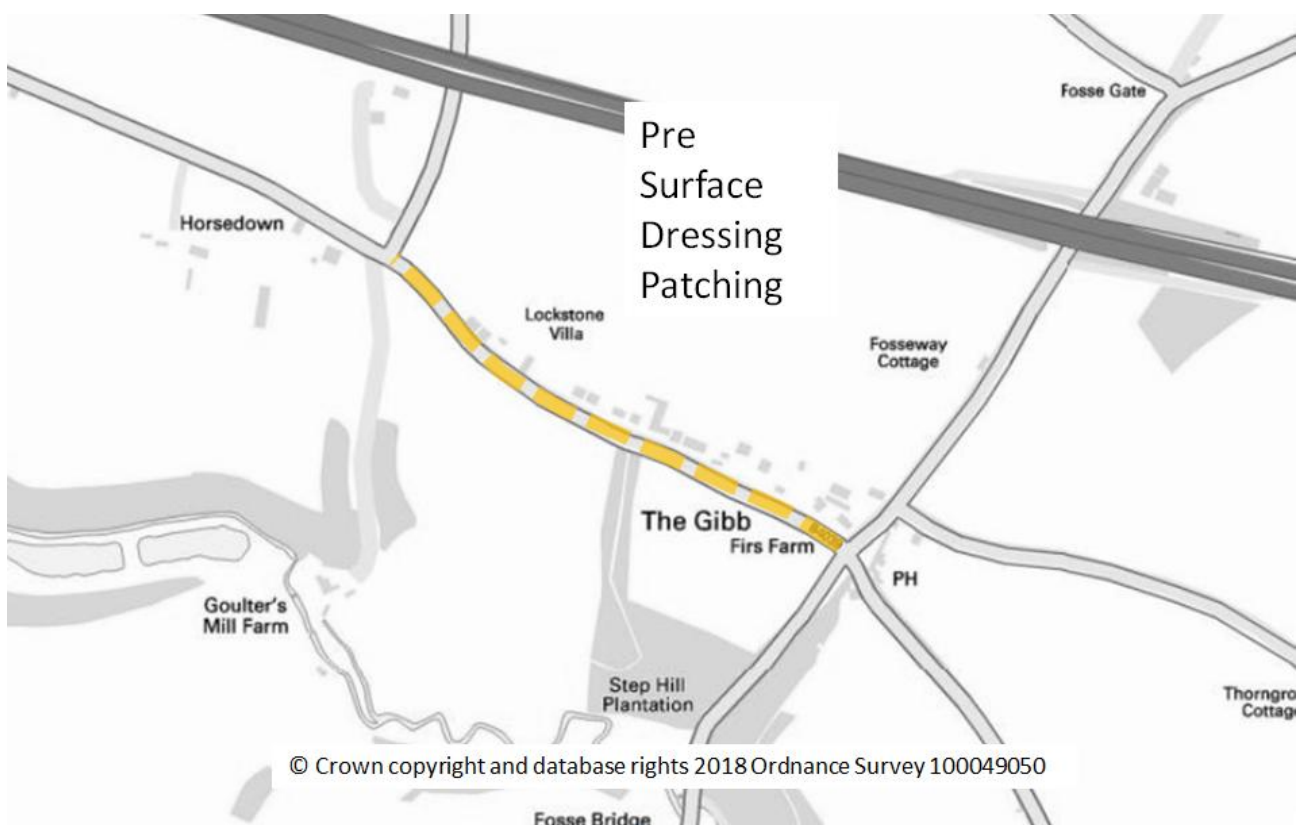 Fosse Gate
Pre
Surface
Dressing
Patching
Horsedown
Lockstone
Villa
Fosseway
Cottage
The Gibb
Firs Farm
B4039
PH
Goulter's
Mill Farm
Step Hill
Plantation
Thorngro
Cottage
© Crown copyright and database rights 2018 Ordnance Survey 100049050
Fosse Bridge